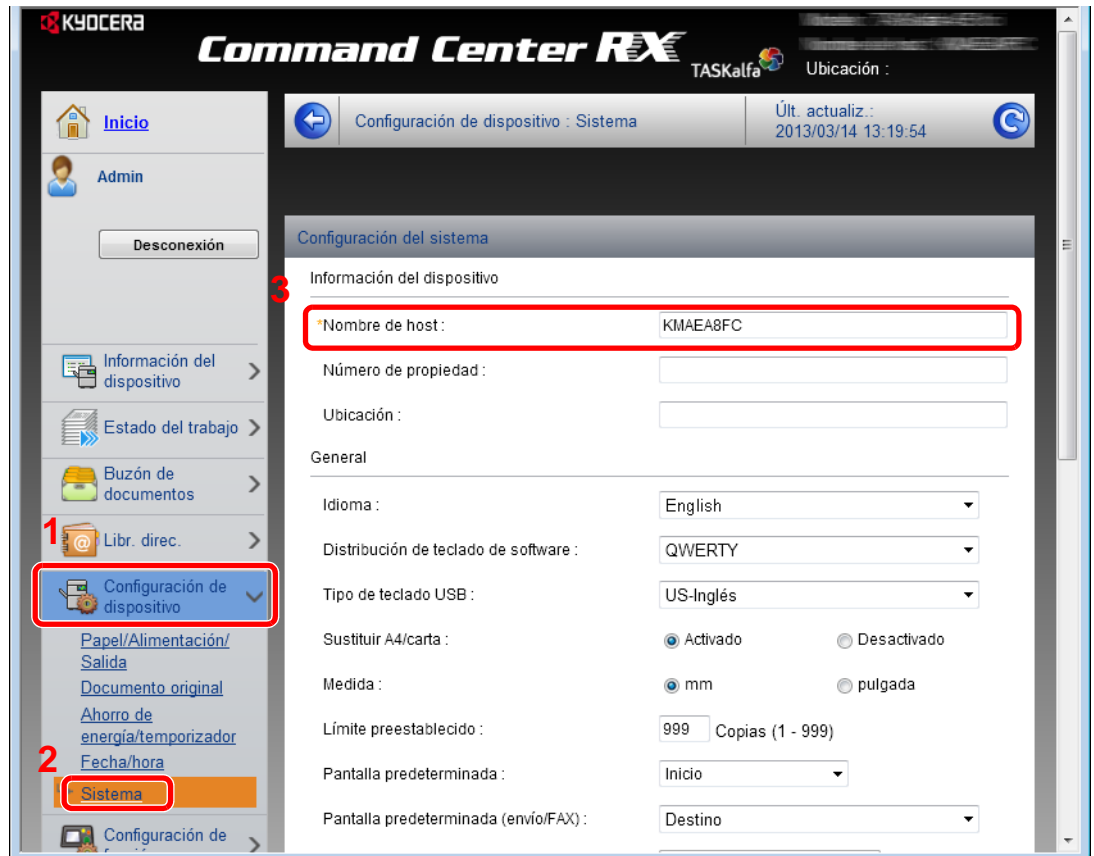 KYOCERA
Command Center RX
TASKalfa
Ubicación :
Inicio
Configuración de dispositivo : Sistema
Últ. actualiz.:
2013/03/14 13:19:54
Admin
Desconexión
Configuración del sistema
Información del dispositivo
3
*Nombre de host :
KMAEA8FC
Número de propiedad :
Ubicación :
General
Idioma :
English
Distribución de teclado de software :
QWERTY
Tipo de teclado USB :
US-Inglés
Sustituir A4/carta :
Activado
Desactivado
Medida :
mm
pulgada
Límite preestablecido :
999
Copias (1 - 999)
Pantalla predeterminada :
Inicio
Pantalla predeterminada (envío/FAX) :
Destino
Información del
dispositivo
Estado del trabajo
Buzón de
documentos
1
Libr. direc.
Configuración de
dispositivo
Papel/Alimentación/
Salida
Documento original
Ahorro de
energía/temporizador
Fecha/hora
2
Sistema
Configuración de